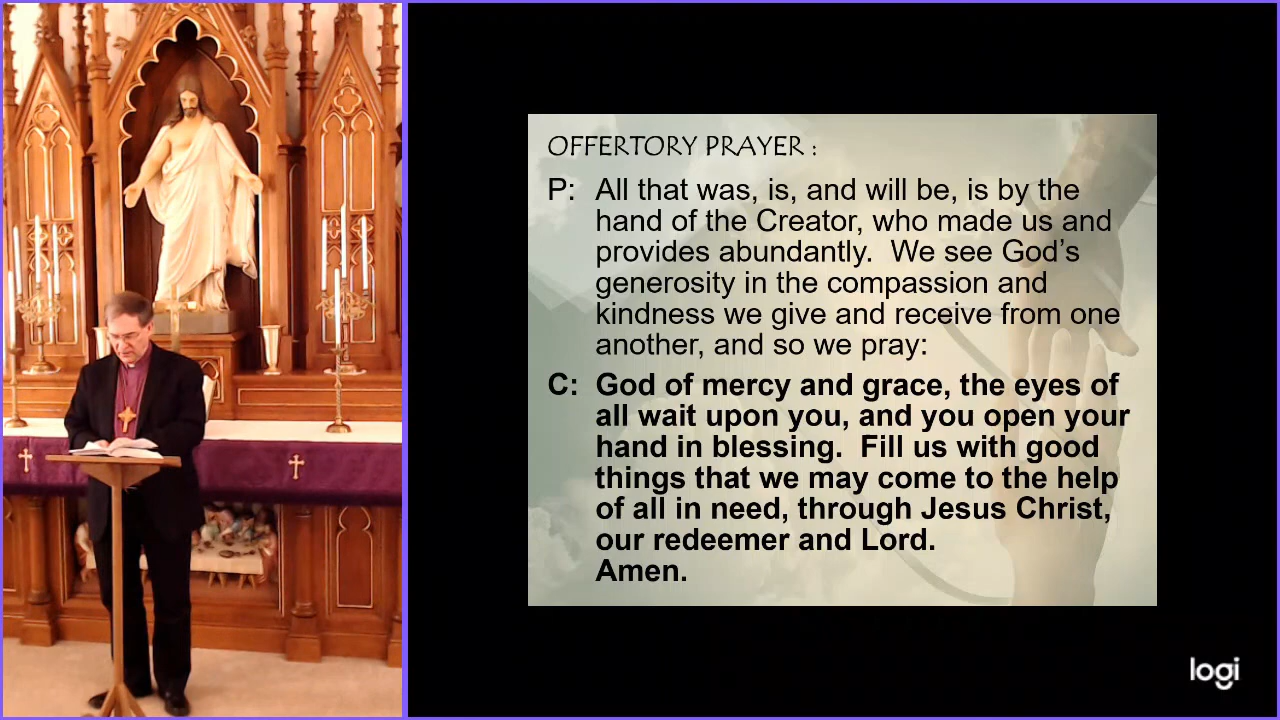 OFFERTORY PRAYER :
P: All that was, is, and will be, is by the
hand of the Creator, who made us and
provides abundantly.  We see God’s
generosity in the compassion and
kindness we give and receive from one
another, and so we pray:
C: God of mercy and grace, the eyes of
all wait upon you, and you open your
hand in blessing.  Fill us with good
things that we may come to the help
of all in need, through Jesus Christ,
our redeemer and Lord.
Amen.
logi